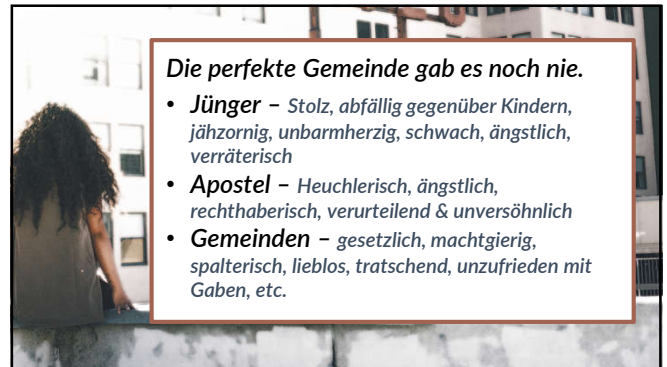 Die perfekte Gemeinde gab es noch nie.
• Jünger – Stolz, abfällig gegenüber Kindern,
jähzornig, unbarmherzig, schwach, ängstlich,
verräterisch
• Apostel – Heuchlerisch, ängstlich,
rechthaberisch, verurteilend & unversöhnlich
• Gemeinden – gesetzlich, machtgierig,
spalterisch, lieblos, tratschend, unzufrieden mit
Gaben, etc.